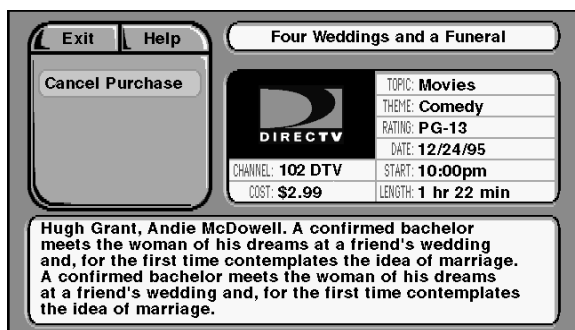 Exit Help
Four Weddings and a Funeral
Cancel Purchase
DIRECTV
TOPIC: Movies
THEME: Comedy
RATING: PG-13
DATE: 12/24/95
CHANNEL: 102 DTV
START: 10:00pm
COST: $2.99
LENGTH: 1 hr 22 min
Hugh Grant, Andie McDowell. A confirmed bachelor
meets the woman of his dreams at a friend's wedding
and, for the first time contemplates the idea of marriage.
A confirmed bachelor meets the woman of his dreams
at a friend's wedding and, for the first time contemplates
the idea of marriage.